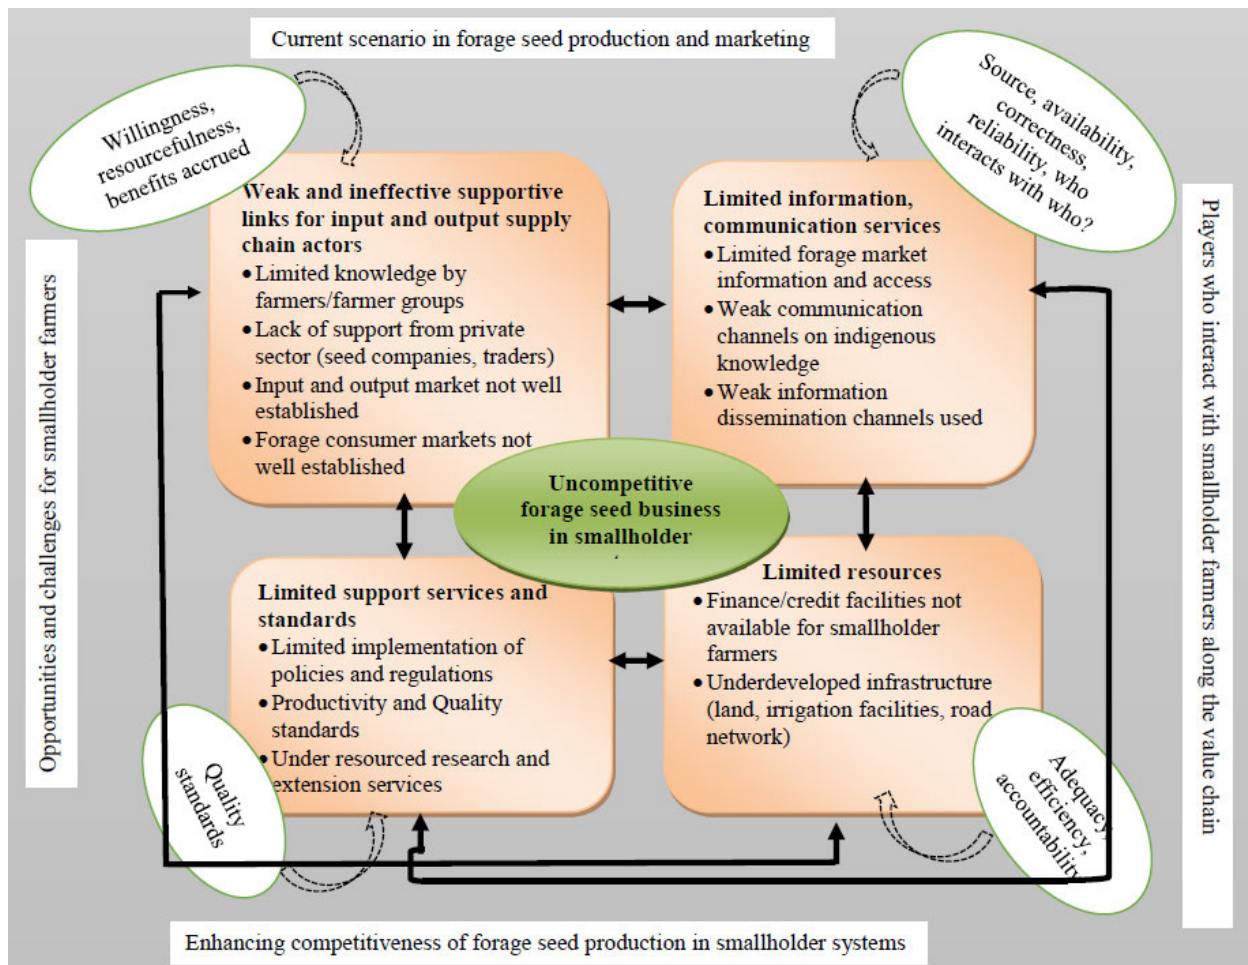 Current scenario in forage seed production and marketing
Willingness,
resourcefulness,
benefits accrued
Source, availability,
correctness,
reliability, who
interacts with who?
Opportunities and challenges for smallholder farmers
Players who interact with smallholder farmers along the value chain
Weak and ineffective supportive
links for input and output supply
chain actors
• Limited knowledge by
farmers/farmer groups
• Lack of support from private
sector (seed companies, traders)
• Input and output market not well
established
• Forage consumer markets not
well established
Limited information,
communication services
• Limited forage market
information and access
• Weak communication
channels on indigenous
knowledge
• Weak information
dissemination channels used
Uncompetitive
forage seed business
in smallholder
Limited support services and
standards
• Limited implementation of
policies and regulations
• Productivity and Quality
standards
• Under resourced research and
extension services
Limited resources
• Finance/credit facilities not
available for smallholder
farmers
• Underdeveloped infrastructure
(land, irrigation facilities, road
network)
Quality
standards
Adequacy,
efficiency,
accountability
Enhancing competitiveness of forage seed production in smallholder systems